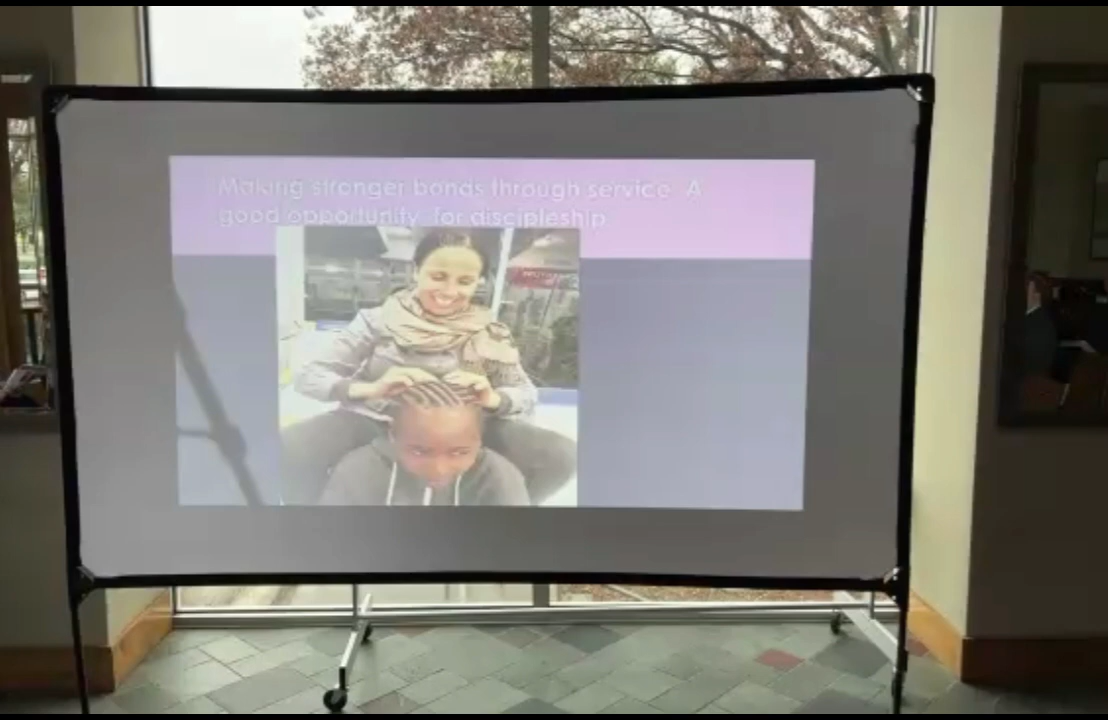 Making stronger bonds through service. A
good opportunity for discipleship